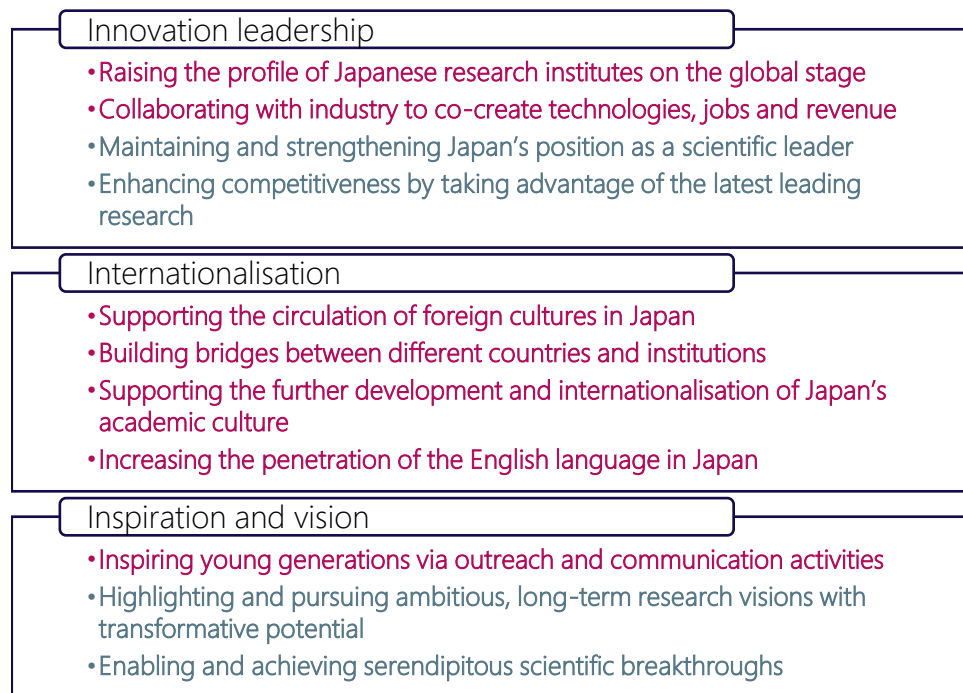 Innovation leadership
•Raising the profile of Japanese research institutes on the global stage
•Collaborating with industry to co-create technologies, jobs and revenue
•Maintaining and strengthening Japan’s position as a scientific leader
•Enhancing competitiveness by taking advantage of the latest leading
research
Internationalisation
•Supporting the circulation of foreign cultures in Japan
•Building bridges between different countries and institutions
•Supporting the further development and internationalisation of Japan’s
academic culture
•Increasing the penetration of the English language in Japan
Inspiration and vision
•Inspiring young generations via outreach and communication activities
•Highlighting and pursuing ambitious, long-term research visions with
transformative potential
•Enabling and achieving serendipitous scientific breakthroughs